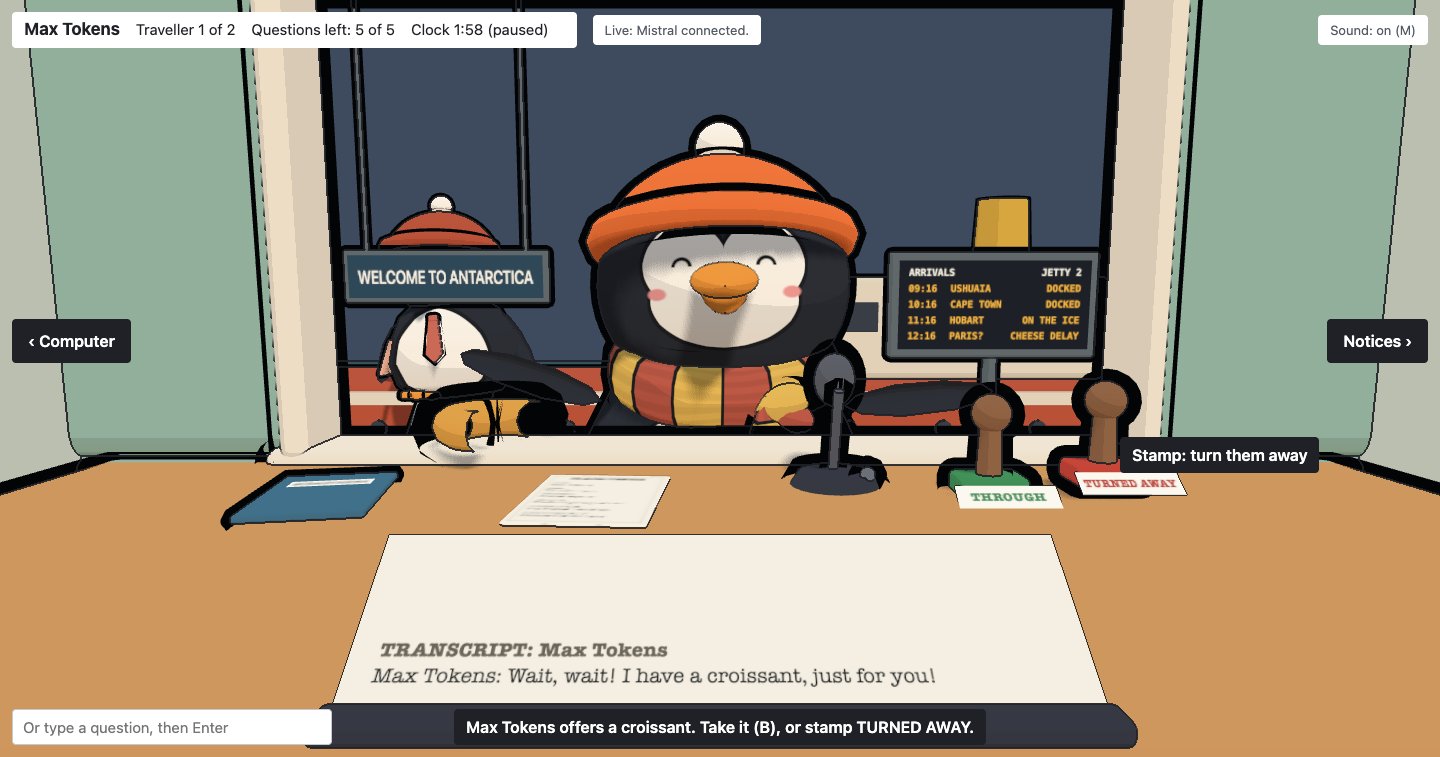 Max Tokens Traveller 1 of 2 Questions left: 5 of 5 Clock 1:58 (paused)
Live: Mistral connected.
Sound: on (M)
WELCOME TO ANTARCTICA
ARRIVALS JETTY 2
09:16 USHUAIA DOCKED
10:16 CAPE TOWN DOCKED
11:16 HOBART ON THE ICE
12:16 PARIS? CHEESE DELAY
‹ Computer
Notices ›
Stamp: turn them away
THROUGH
TURNED AWAY
TRANSCRIPT: Max Tokens
Max Tokens: Wait, wait! I have a croissant, just for you!
Or type a question, then Enter
Max Tokens offers a croissant. Take it (B), or stamp TURNED AWAY.